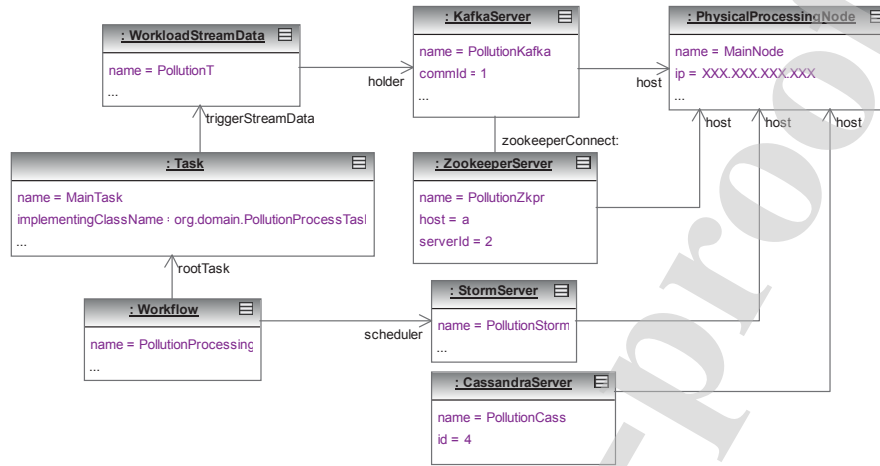 : WorkloadStreamData
name = PollutionT
...
holder
: KafkaServer
name = PollutionKafka
commId = 1
...
host
: PhysicalProcessingNode
name = MainNode
ip = XXX.XXX.XXX.XXX
...
triggerStreamData
zookeeperConnect:
host
host
host
: Task
name = MainTask
implementingClassName = org.domain.PollutionProcessTask
...
: ZookeeperServer
name = PollutionZkpr
host = a
serverId = 2
rootTask
: Workflow
name = PollutionProcessing
...
scheduler
: StormServer
name = PollutionStorm
...
: CassandraServer
name = PollutionCass
id = 4
-proo